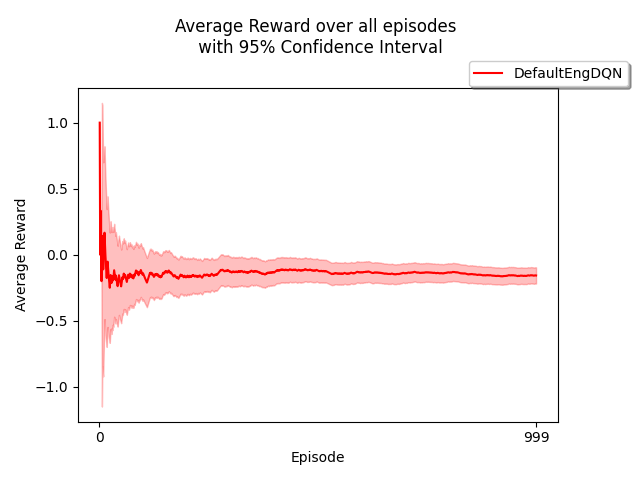 Average Reward over all episodes
with 95% Confidence Interval
DefaultEngDQN
1.0
0.5
0.0
−0.5
−1.0
Average Reward
0
999
Episode